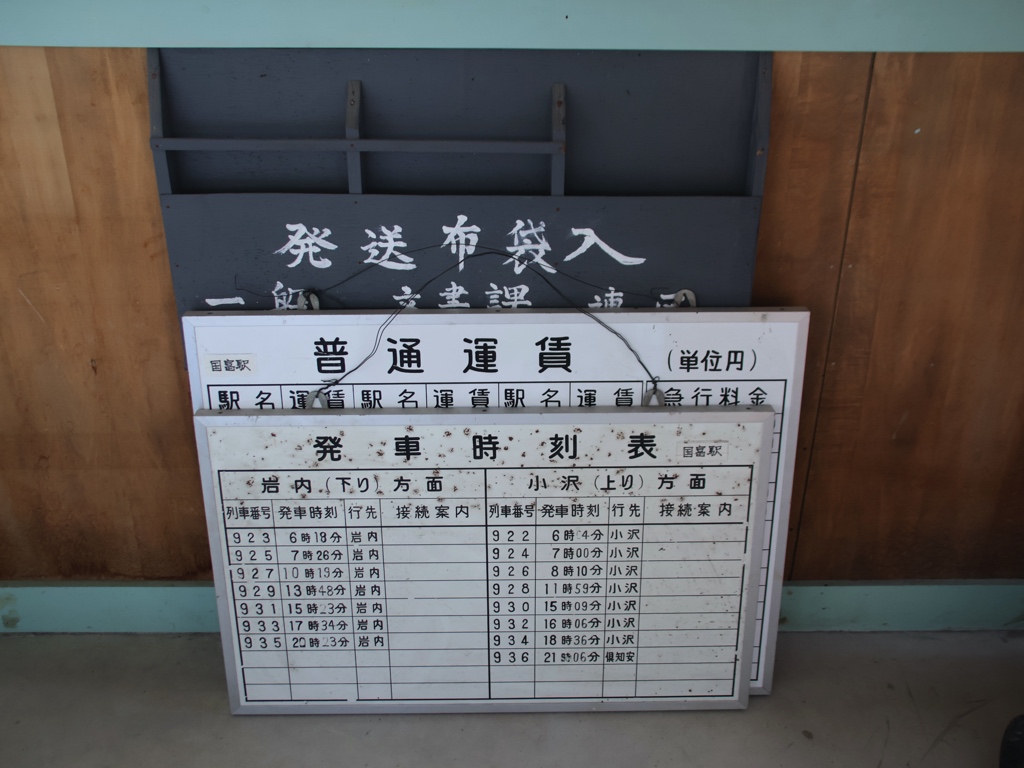 発送布袋入
一般 文書課
普通運賃 (単位円)
国富駅
駅名 運賃 駅名 運賃 駅名 運賃 急行料金
発車時刻表 国富駅
岩内(下り)方面 小沢(上り)方面
列車番号 発車時刻 行先 接続案内 列車番号 発車時刻 行先 接続案内
923 6時18分 岩内 922 6時 4分 小沢
925 7時26分 岩内 924 7時00分 小沢
927 10時19分 岩内 926 8時10分 小沢
929 13時48分 岩内 928 11時59分 小沢
931 15時23分 岩内 930 15時09分 小沢
933 17時34分 岩内 932 16時06分 小沢
935 20時23分 岩内 934 18時36分 小沢
936 21時06分 倶知安